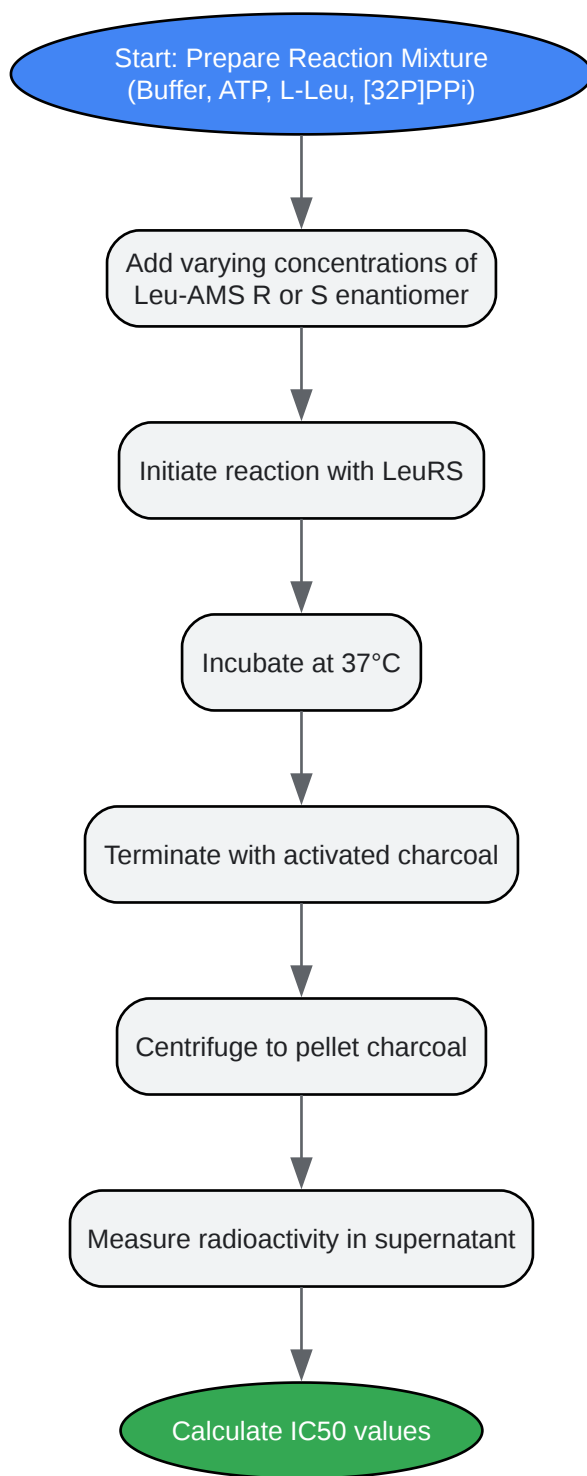 Start: Prepare Reaction Mixture
(Buffer, ATP, L-Leu, [32P]PPi)
Add varying concentrations of
Leu-AMS R or S enantiomer
Initiate reaction with LeuRS
Incubate at 37°C
Terminate with activated charcoal
Centrifuge to pellet charcoal
Measure radioactivity in supernatant
Calculate IC50 values